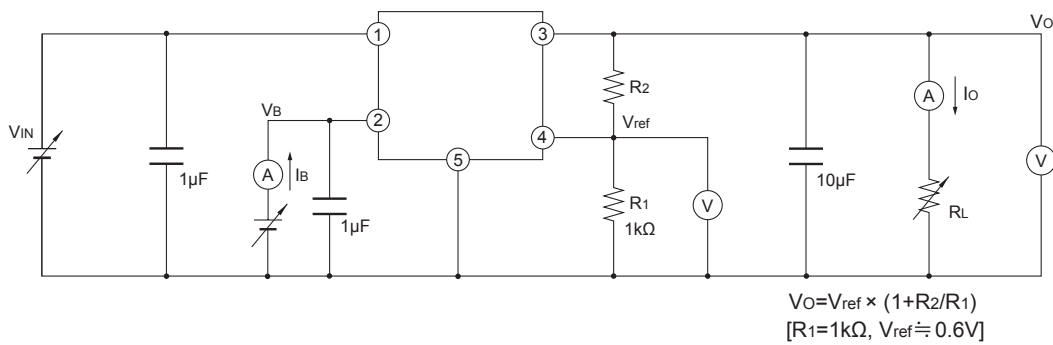 VO
1
3
R2
A
IO
VB
2
Vref
VIN
4
5
1µF
A
IB
1µF
R1
1kΩ
V
10µF
RL
V
VO=Vref × (1+R2/R1)
[R1=1kΩ, Vref≒0.6V]